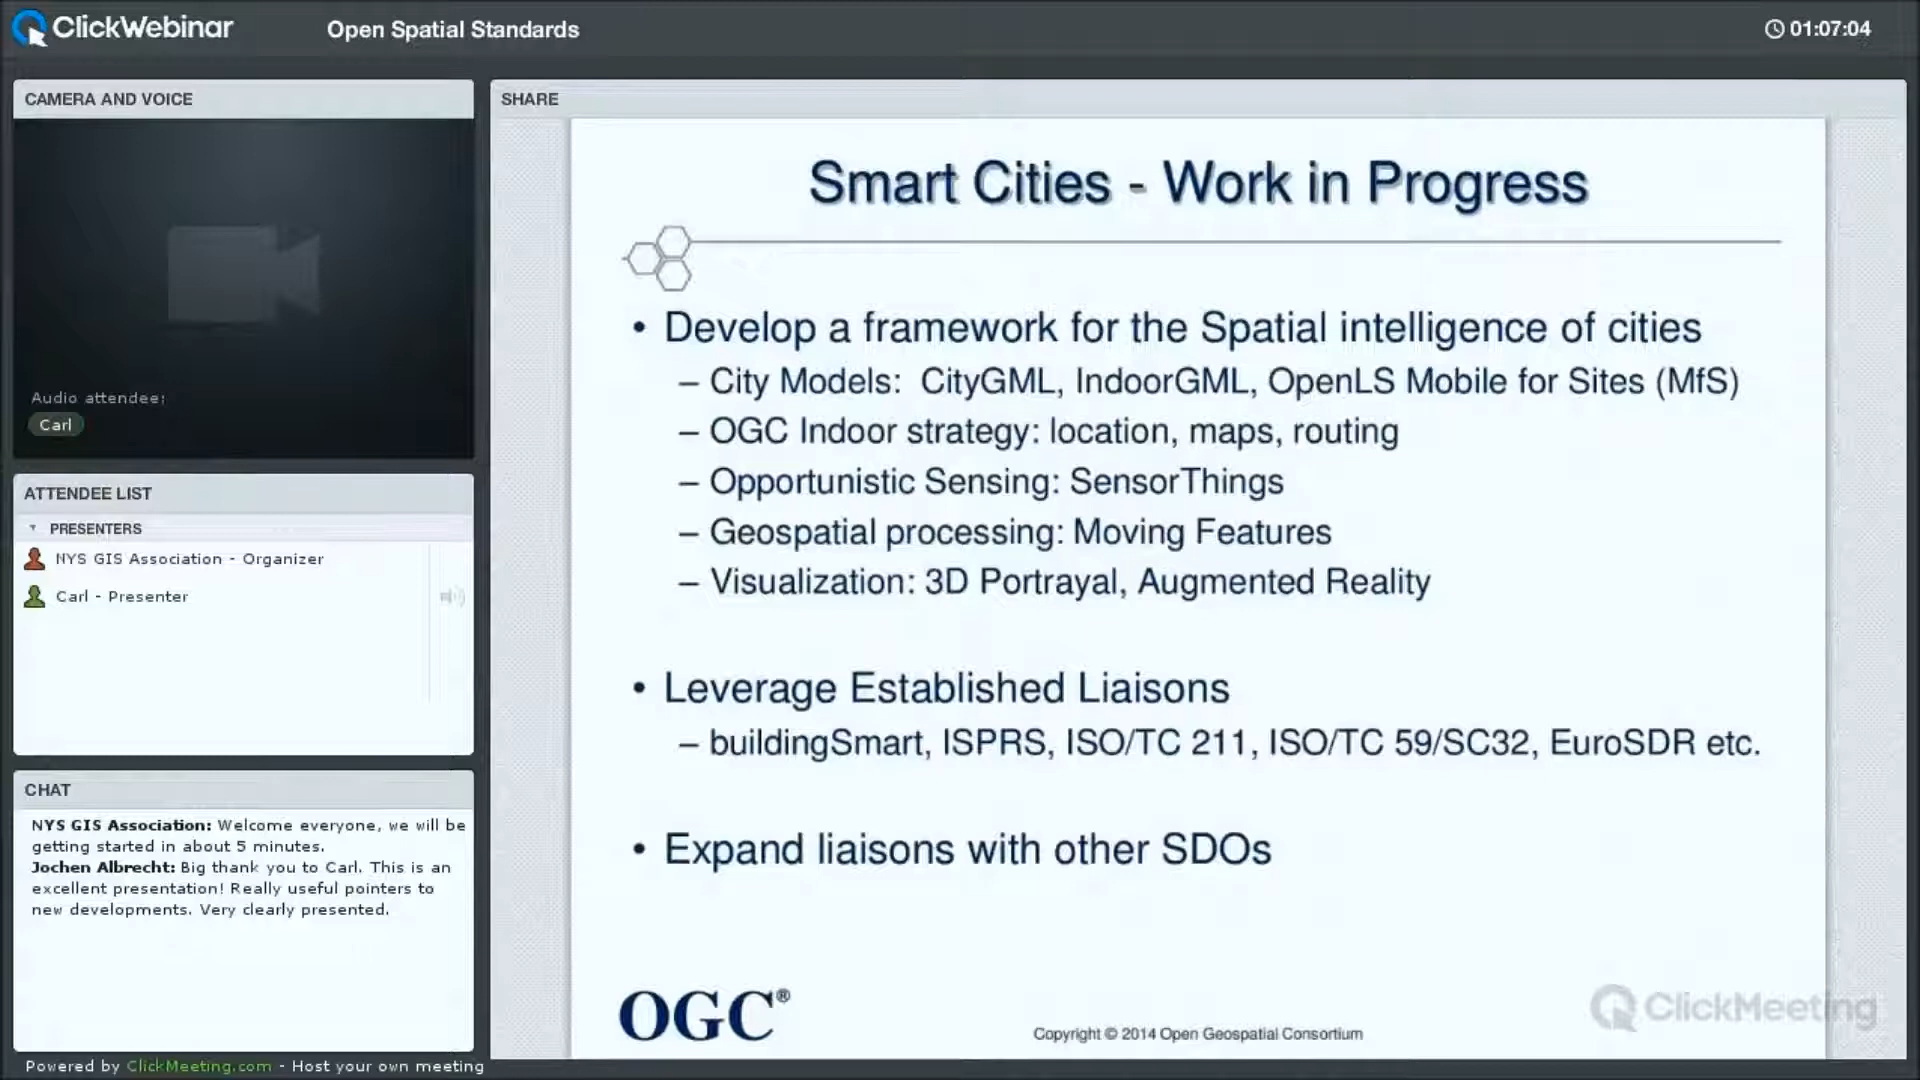 ClickWebinar
Open Spatial Standards
01:07:04
CAMERA AND VOICE
Audio attendee:
Carl
ATTENDEE LIST
PRESENTERS
NYS GIS Association - Organizer
Carl - Presenter
CHAT
NYS GIS Association: Welcome everyone, we will be
getting started in about 5 minutes.
Jochen Albrecht: Big thank you to Carl. This is an
excellent presentation! Really useful pointers to
new developments. Very clearly presented.
Powered by ClickMeeting.com - Host your own meeting
SHARE
Smart Cities - Work in Progress
• Develop a framework for the Spatial intelligence of cities
– City Models: CityGML, IndoorGML, OpenLS Mobile for Sites (MfS)
– OGC Indoor strategy: location, maps, routing
– Opportunistic Sensing: SensorThings
– Geospatial processing: Moving Features
– Visualization: 3D Portrayal, Augmented Reality
• Leverage Established Liaisons
– buildingSmart, ISPRS, ISO/TC 211, ISO/TC 59/SC32, EuroSDR etc.
• Expand liaisons with other SDOs
OGC®
Copyright © 2014 Open Geospatial Consortium
ClickMeeting